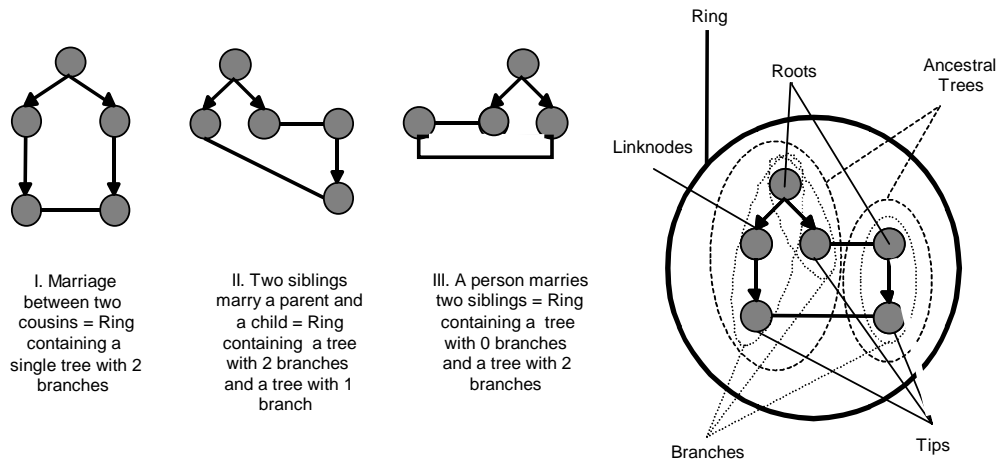 I. Marriage
between two
cousins = Ring
containing a
single tree with 2
branches
II. Two siblings
marry a parent and
a child = Ring
containing a tree
with 2 branches
and a tree with 1
branch
III. A person marries
two siblings = Ring
containing a tree
with 0 branches
and a tree with 2
branches
Ring
Roots
Ancestral
Trees
Linknodes
Branches
Tips